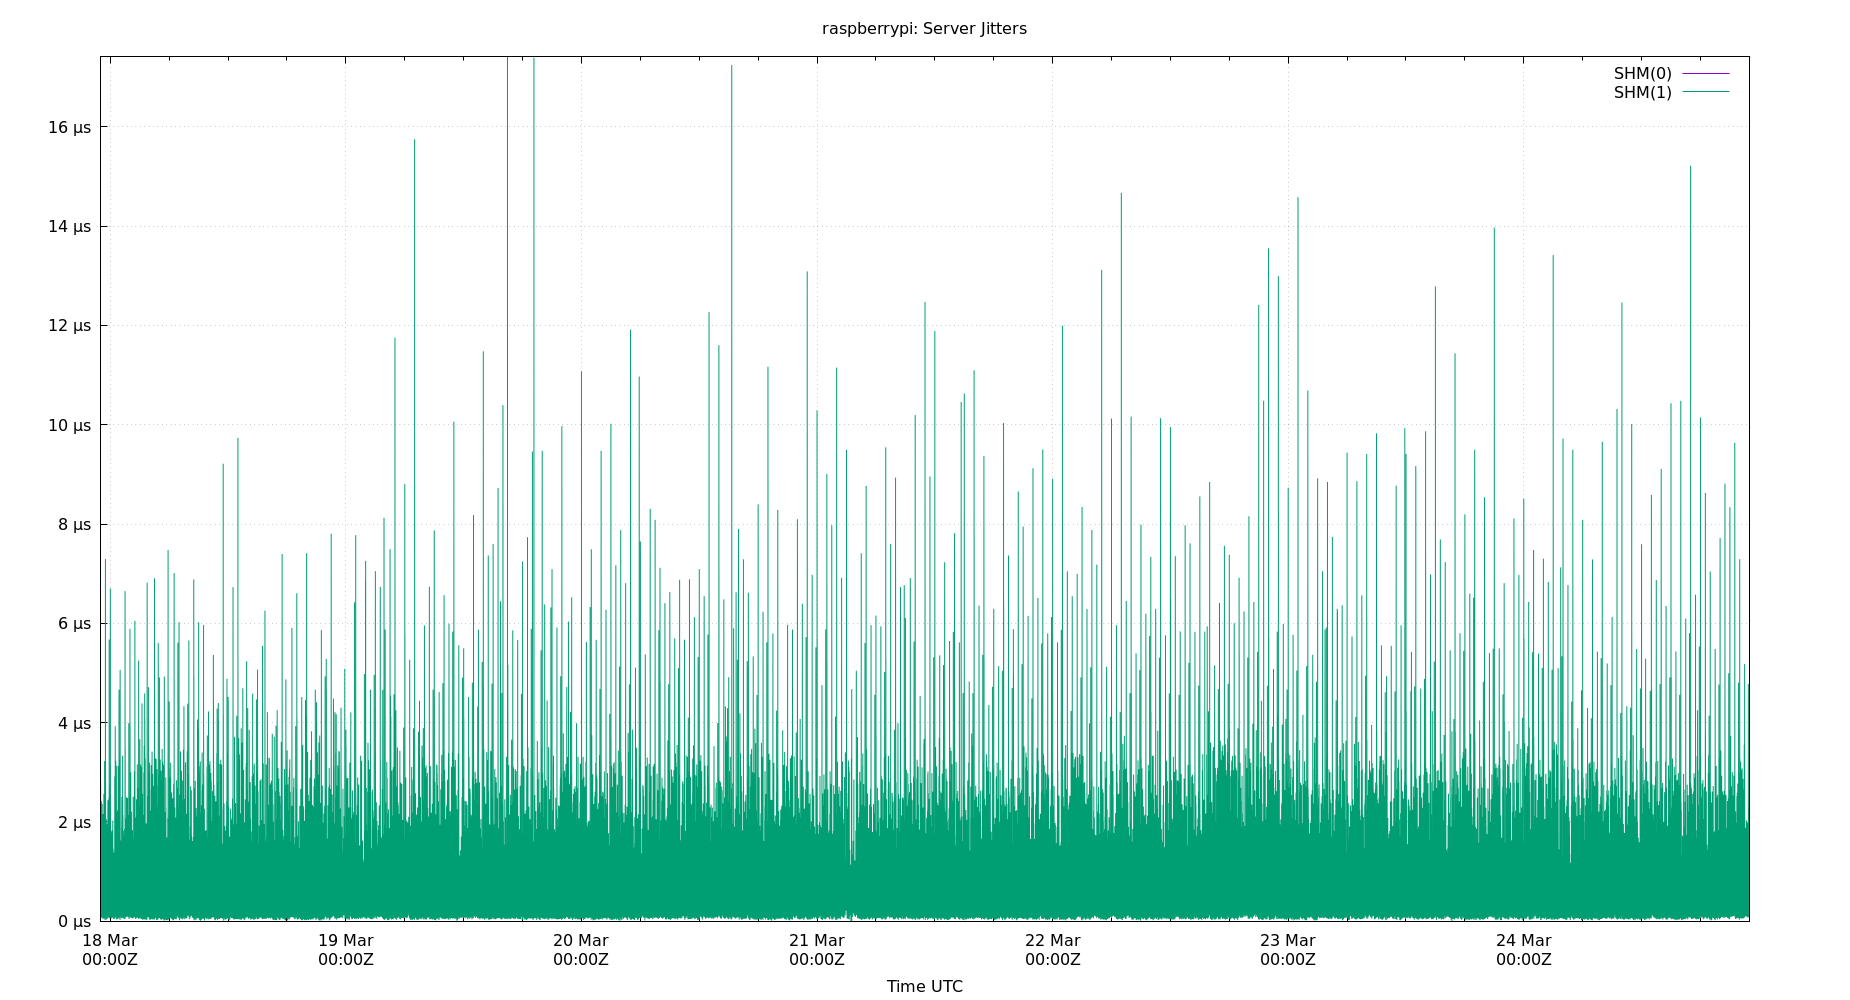 raspberrypi: Server Jitters
SHM(0)
SHM(1)
16 µs
14 µs
12 µs
10 µs
8 µs
6 µs
4 µs
2 µs
0 µs
18 Mar
00:00Z
19 Mar
00:00Z
20 Mar
00:00Z
21 Mar
00:00Z
22 Mar
00:00Z
23 Mar
00:00Z
24 Mar
00:00Z
Time UTC